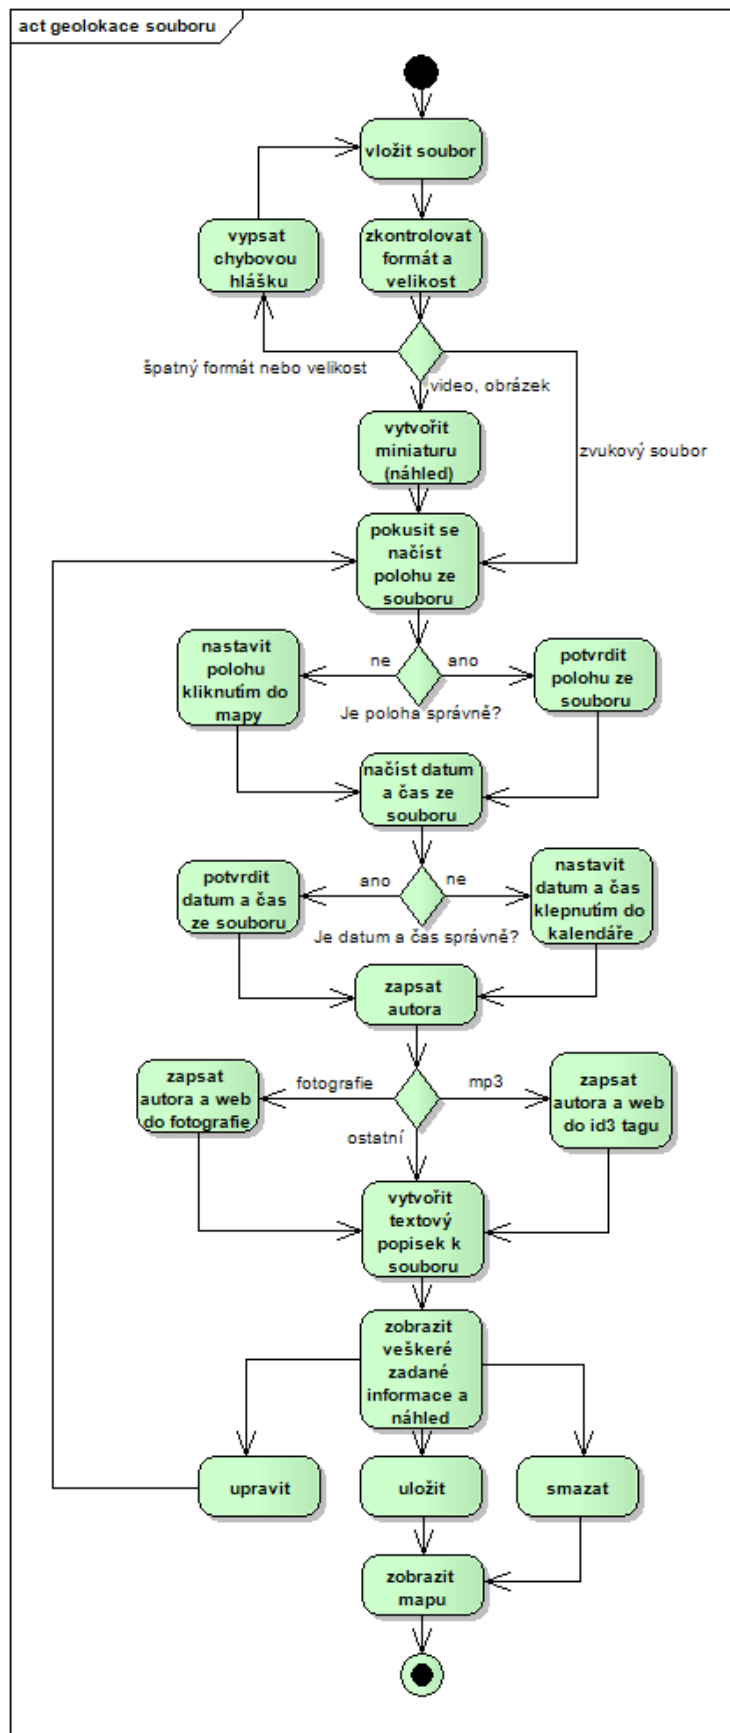 act geolokace souboru
vložit soubor
vypsat
chybovou
hlášku
zkontrolovat
formát a
velikost
špatný formát nebo velikost
video, obrázek
zvukový soubor
vytvořit
miniaturu
(náhled)
pokusit se
načíst
polohu ze
souboru
nastavit
polohu
kliknutím do
mapy
ne
ano
potvrdit
polohu ze
souboru
Je poloha správně?
načíst datum
a čas ze
souboru
potvrdit
datum a čas
ze souboru
ano
ne
nastavit
datum a čas
klepnutím do
kalendáře
Je datum a čas správně?
zapsat
autora
zapsat
autora a web
do fotografie
fotografie
mp3
zapsat
autora a web
do id3 tagu
ostatní
vytvořit
textový
popisek k
souboru
zobrazit
veškeré
zadané
informace a
náhled
upravit
uložit
smazat
zobrazit
mapu